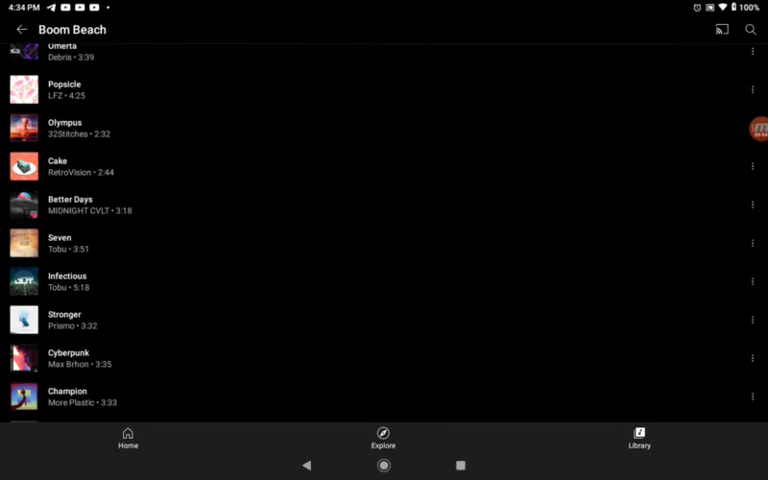 4:34 PM
100%
Boom Beach
Omerta
Debris • 3:39
Popsicle
LFZ • 4:25
Olympus
32Stitches • 2:32
Cake
RetroVision • 2:44
Better Days
MIDNIGHT CVLT • 3:18
Seven
Tobu • 3:51
Infectious
Tobu • 5:18
Stronger
Priamo • 3:32
Cyberpunk
Max Brhon • 3:35
Champion
More Plastic • 3:33
Home
Explore
Library